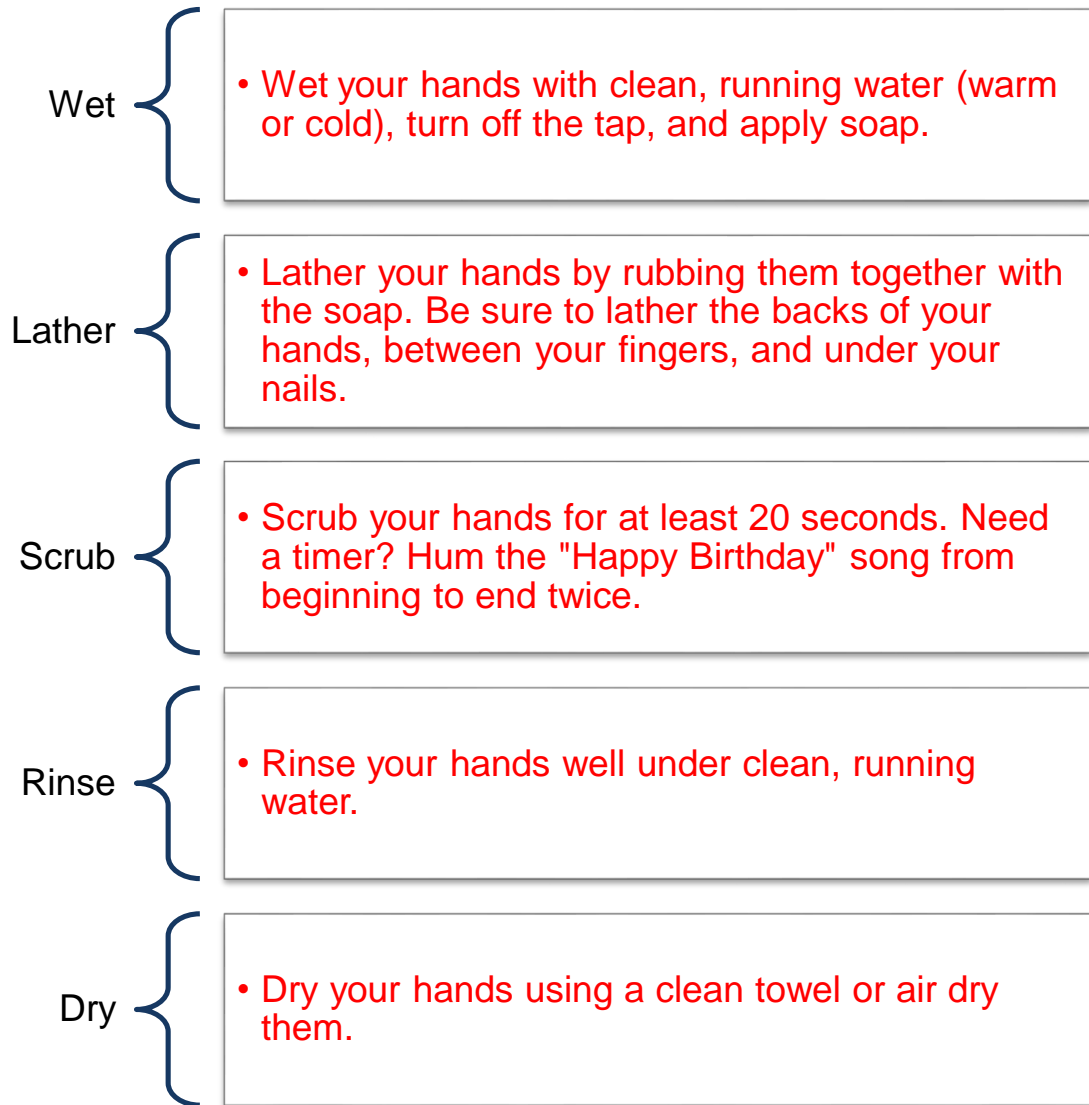 Wet
• Wet your hands with clean, running water (warm
or cold), turn off the tap, and apply soap.
Lather
• Lather your hands by rubbing them together with
the soap. Be sure to lather the backs of your
hands, between your fingers, and under your
nails.
Scrub
• Scrub your hands for at least 20 seconds. Need
a timer? Hum the "Happy Birthday" song from
beginning to end twice.
Rinse
• Rinse your hands well under clean, running
water.
Dry
• Dry your hands using a clean towel or air dry
them.